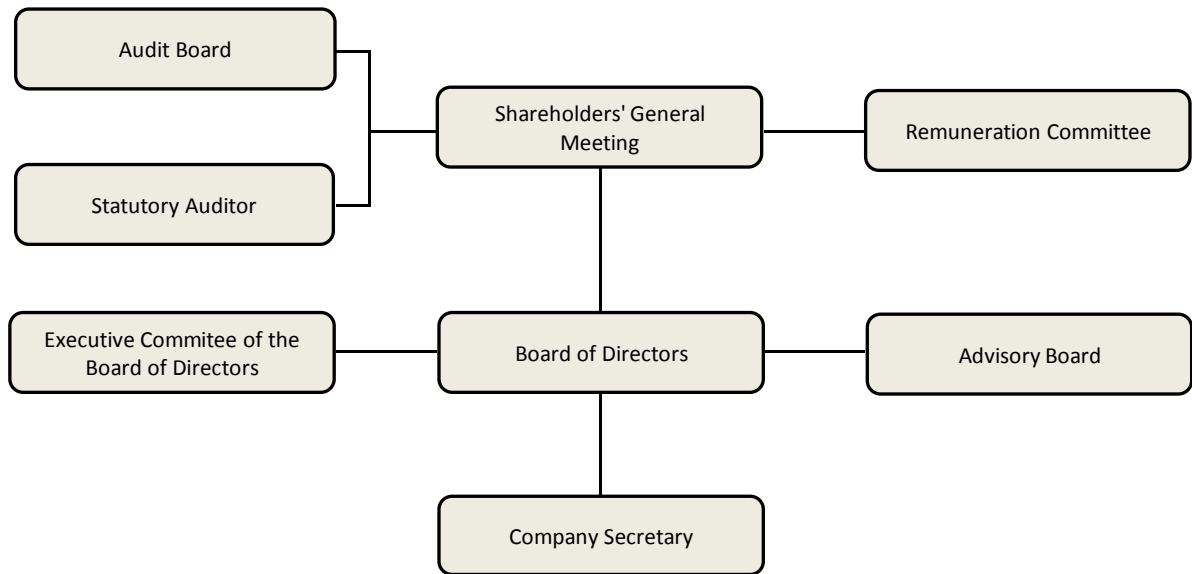 Audit Board
Shareholders' General
Meeting
Remuneration Committee
Statutory Auditor
Executive Commitee of the
Board of Directors
Board of Directors
Advisory Board
Company Secretary